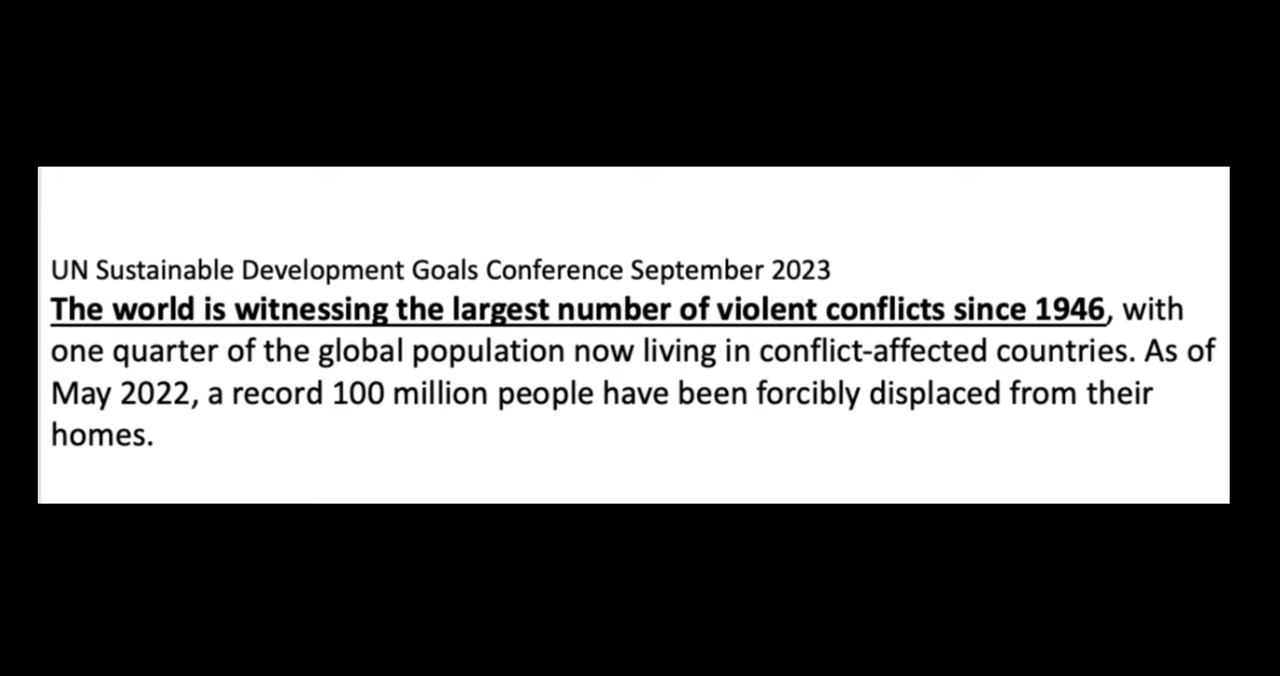 UN Sustainable Development Goals Conference September 2023
The world is witnessing the largest number of violent conflicts since 1946, with
one quarter of the global population now living in conflict-affected countries. As of
May 2022, a record 100 million people have been forcibly displaced from their
homes.